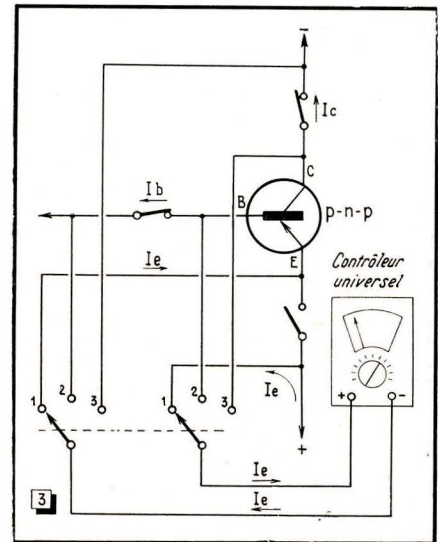 -
Ic
C
Ib
B
p-n-p
E
Ie
Contrôleur
universel
1
2
3
1
2
3
Ie
+
-
+
Ie
Ie
3